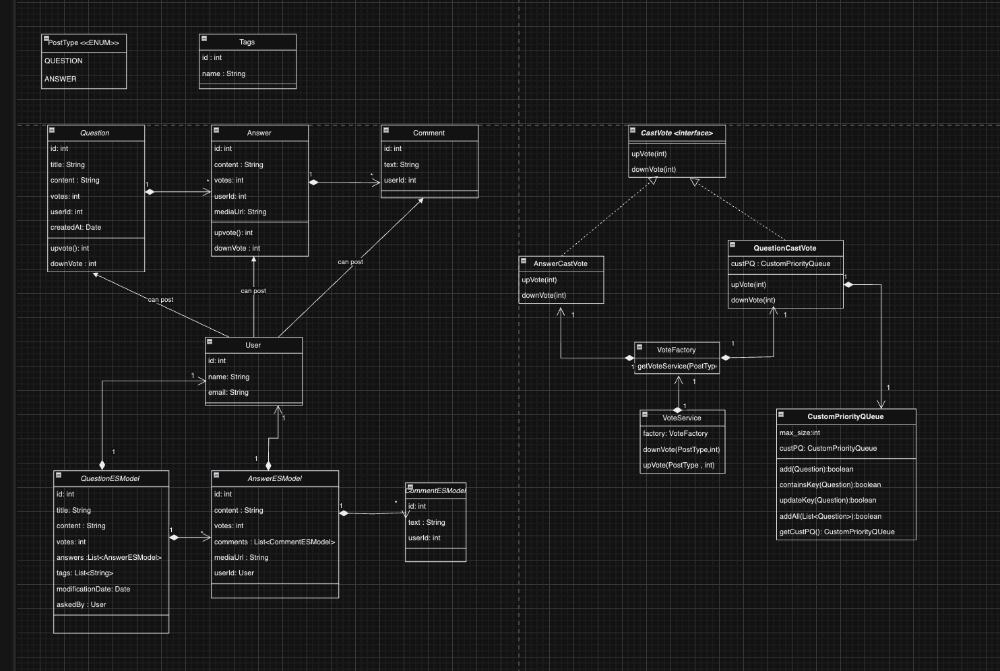 PostType <<ENUM>>
QUESTION
ANSWER
Tags
id : int
name : String
Question
id: int
title: String
content : String
votes: int
userId: int
createdAt: Date
upvote(): int
downVote : int
1
*
Answer
id: int
content : String
votes: int
userId: int
mediaUrl: String
upvote(): int
downVote : int
1
*
Comment
id: int
text: String
userId: int
can post
can post
can post
User
id: int
name: String
email: String
1
1
1
1
QuestionESModel
id: int
title: String
content : String
votes: int
answers :List<AnswerESModel>
tags: List<String>
modificationDate: Date
askedBy : User
1
*
AnswerESModel
id: int
content : String
votes: int
comments : List<CommentESModel>
mediaUrl : String
userId: User
1
*
CommentESModel
id: int
text : String
userId: int
CastVote <interface>
upVote(int)
downVote(int)
AnswerCastVote
upVote(int)
downVote(int)
1
QuestionCastVote
custPQ : CustomPriorityQueue
upVote(int)
downVote(int)
1
1
1
VoteFactory
1
getVoteService(PostType
1
1
VoteService
factory: VoteFactory
downVote(PostType,int)
upVote(PostType , int)
1
CustomPriorityQUeue
max_size:int
custPQ: CustomPriorityQueue
add(Question):boolean
containsKey(Question):boolean
updateKey(Question):boolean
addAll(List<Question>):boolean
getCustPQ(): CustomPriorityQUeue